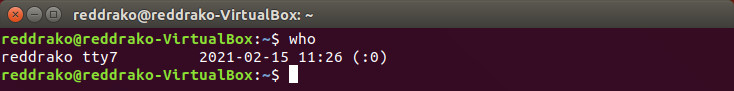 reddrako@reddrako-VirtualBox: ~
reddrako@reddrako-VirtualBox:~$ who
reddrako tty7         2021-02-15 11:26 (:0)
reddrako@reddrako-VirtualBox:~$